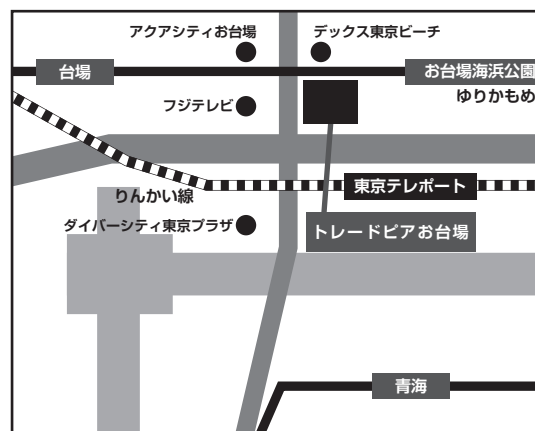 アクアシティお台場
デックス東京ビーチ
台場
お台場海浜公園
ゆりかもめ
フジテレビ
東京テレポート
りんかい線
ダイバーシティ東京プラザ
トレードピアお台場
青海